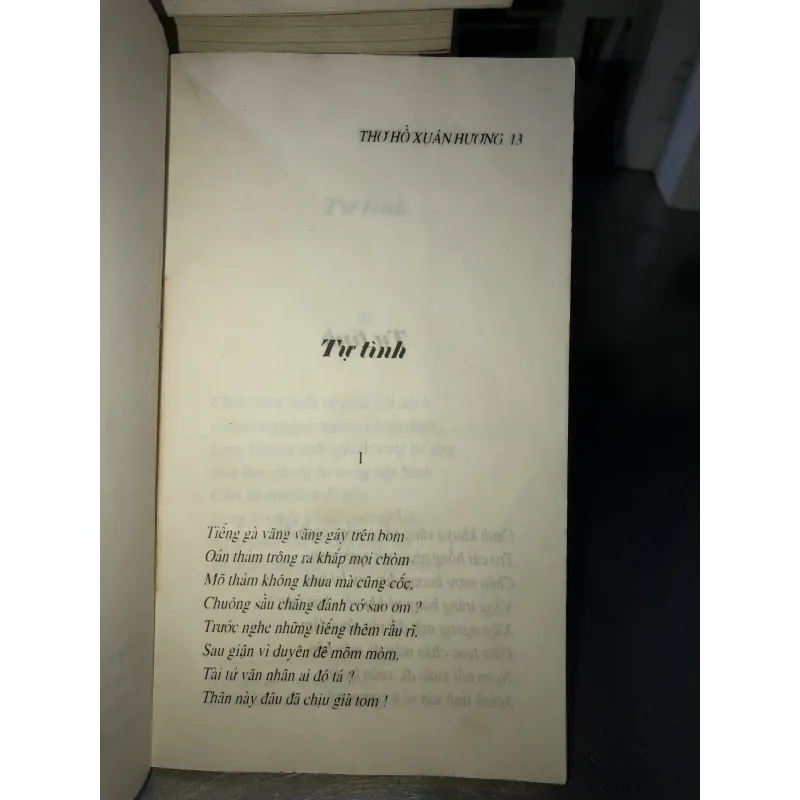 THƠ HỒ XUÂN HƯƠNG 13
Tự tình
I
Tiếng gà văng vẳng gáy trên bom
Oán thảm trông ra khắp mọi chòm
Mõ thảm không khua mà cũng cốc,
Chuông sầu chẳng đánh cớ sao om ?
Trước nghe những tiếng thêm rầu rĩ.
Sau giận vì duyên để mõm mòm.
Tài tử văn nhân ai đó tá ?
Thân này đâu đã chịu già tom !